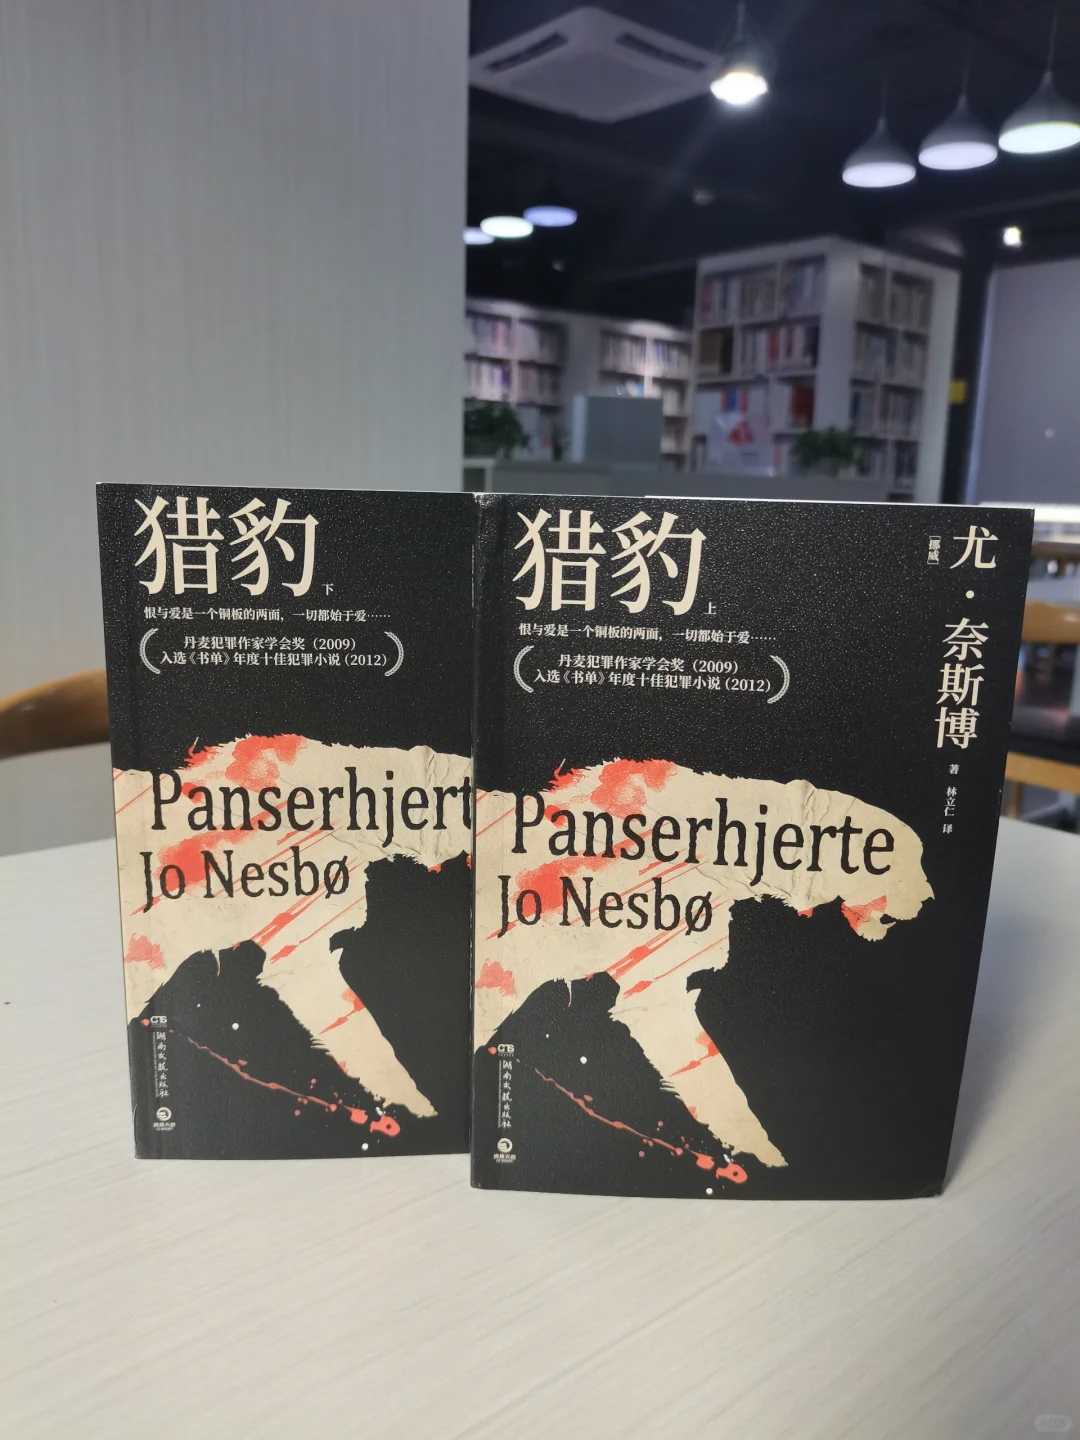 猎豹 下
恨与爱是一个铜板的两面，一切都始于爱……
丹麦犯罪作家学会奖（2009）
入选《书单》年度十佳犯罪小说（2012）
Panserhjert
Jo Nesbø
CS
湖南文艺出版社
猎豹 上
恨与爱是一个铜板的两面，一切都始于爱……
丹麦犯罪作家学会奖（2009）
入选《书单》年度十佳犯罪小说（2012）
[挪威]
尤·奈斯博 著
林立仁 译
Panserhjerte
Jo Nesbø
CS
湖南文艺出版社